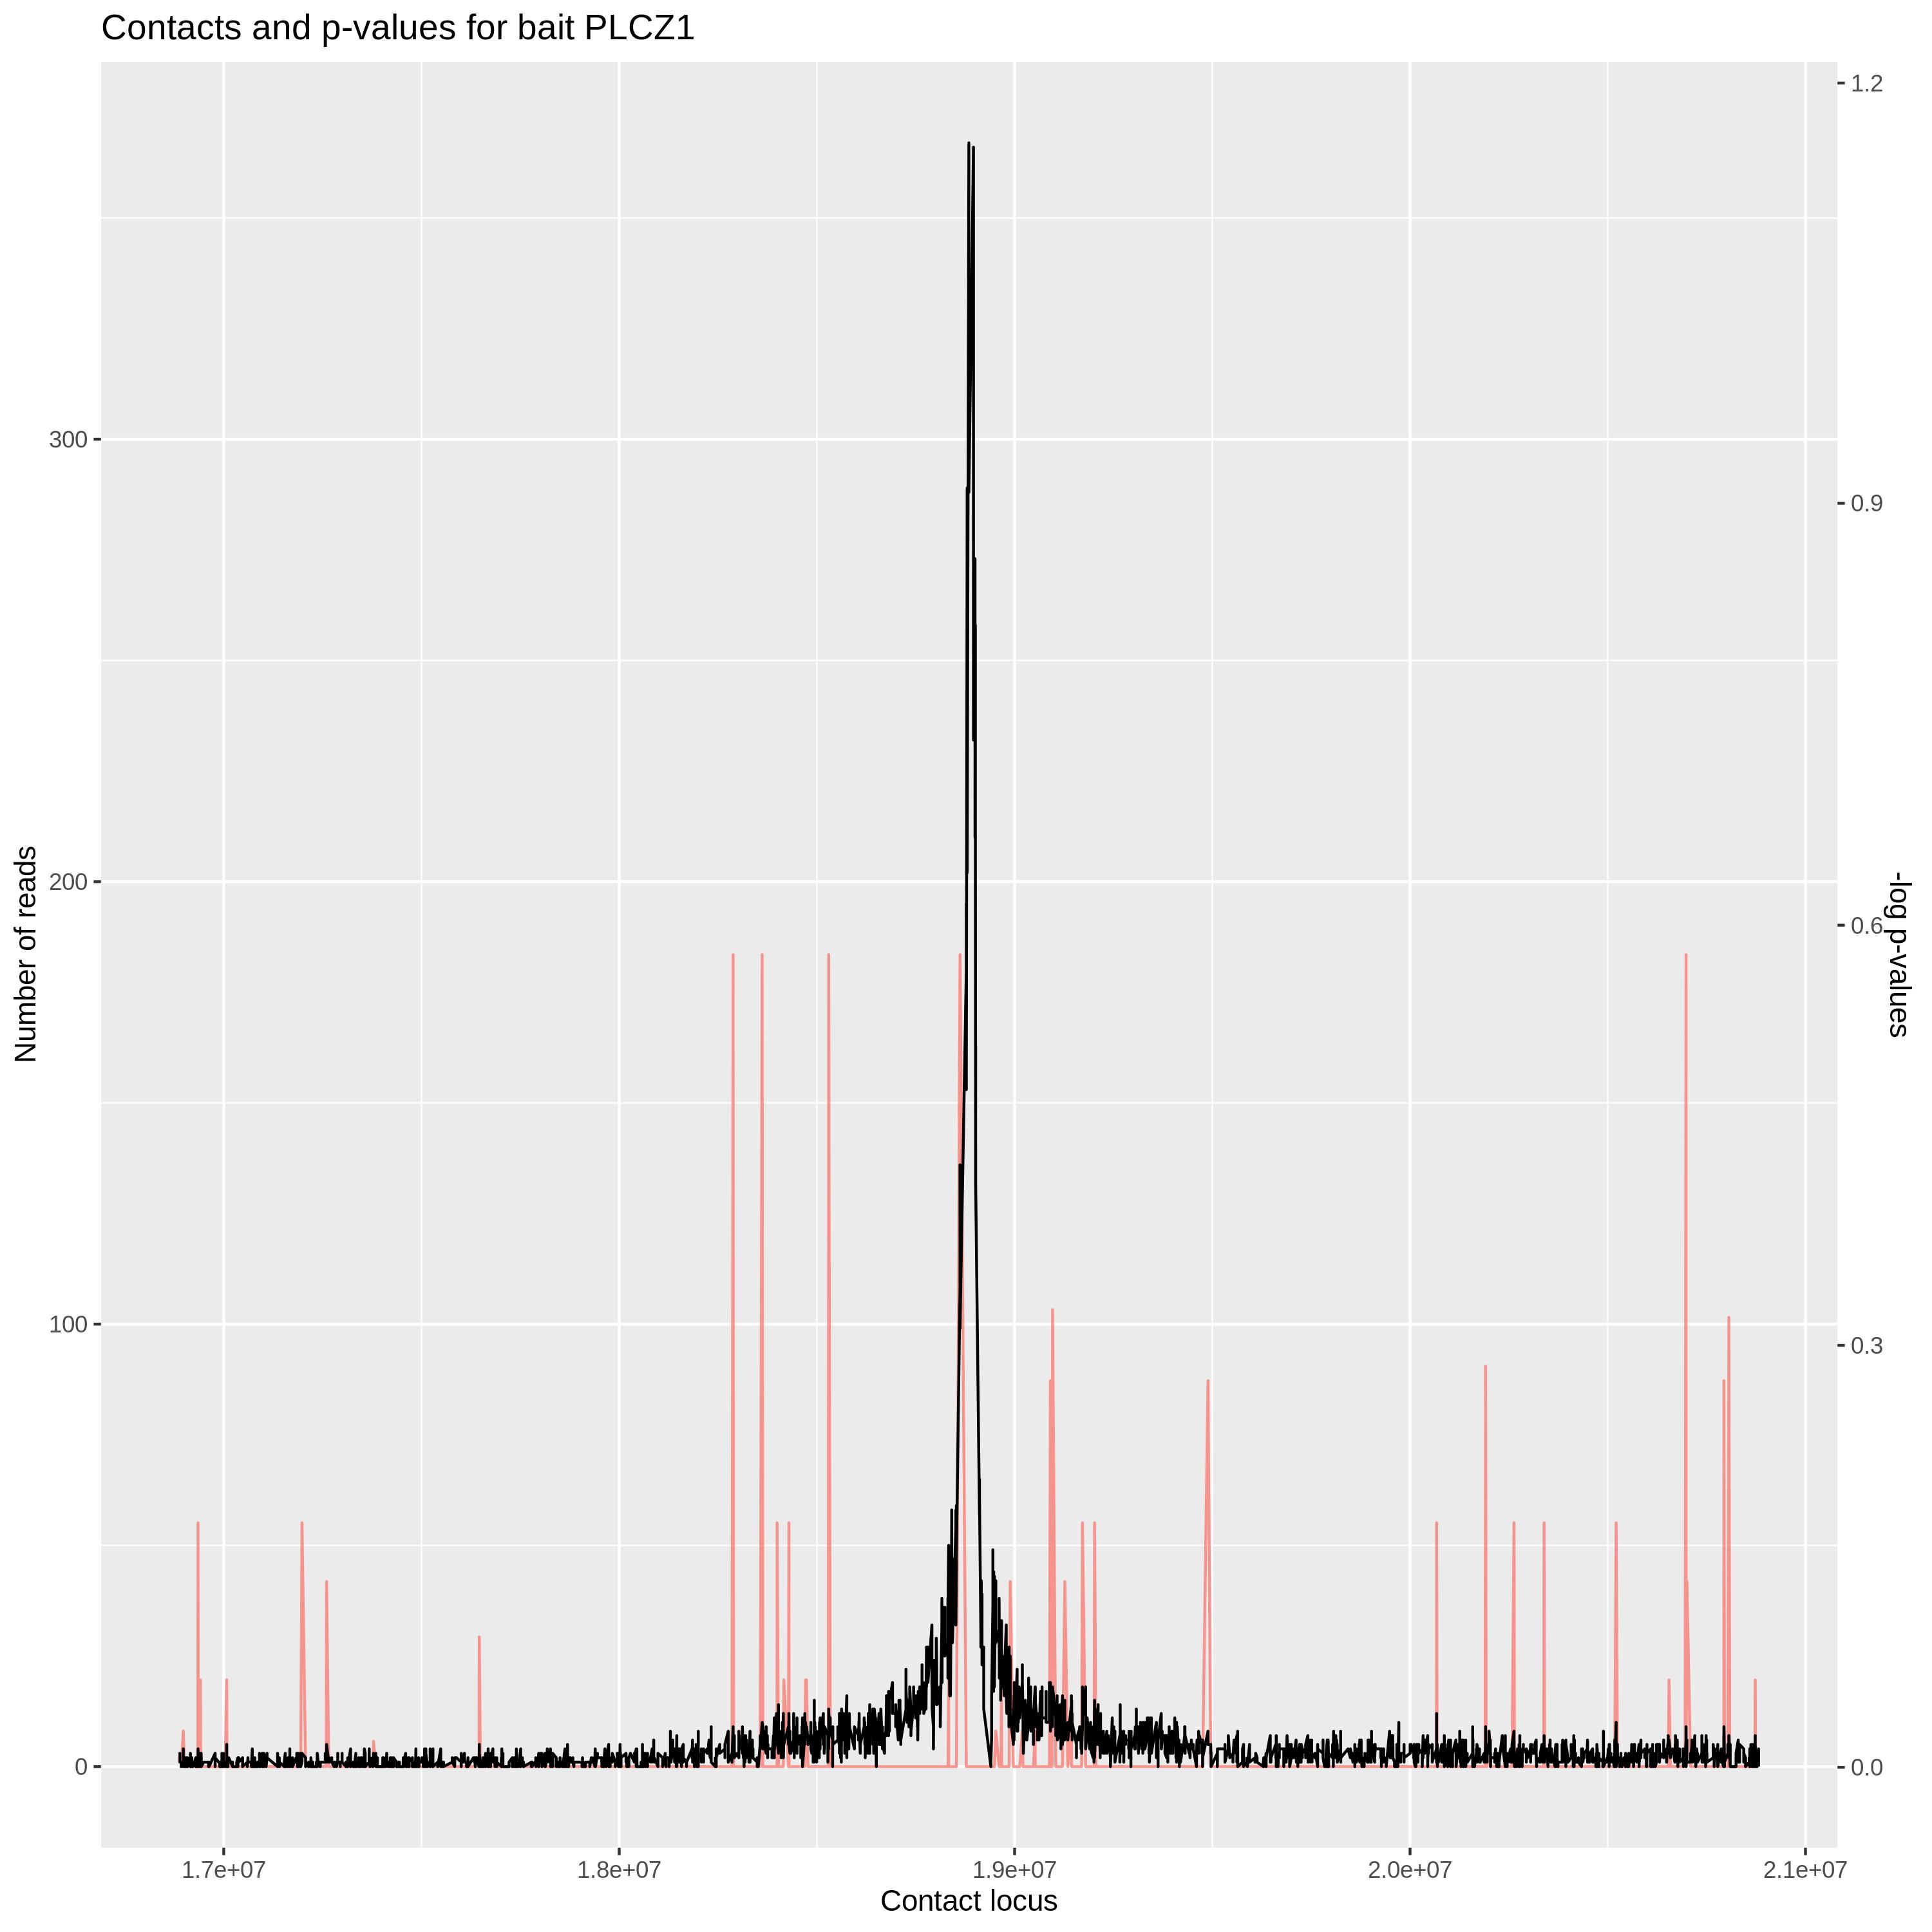 Contacts and p-values for bait PLCZ1
1.2
300
0.9
200
0.6
Number of reads
-log p-values
100
0.3
0
0.0
1.7e+07
1.8e+07
1.9e+07
2.0e+07
2.1e+07
Contact locus